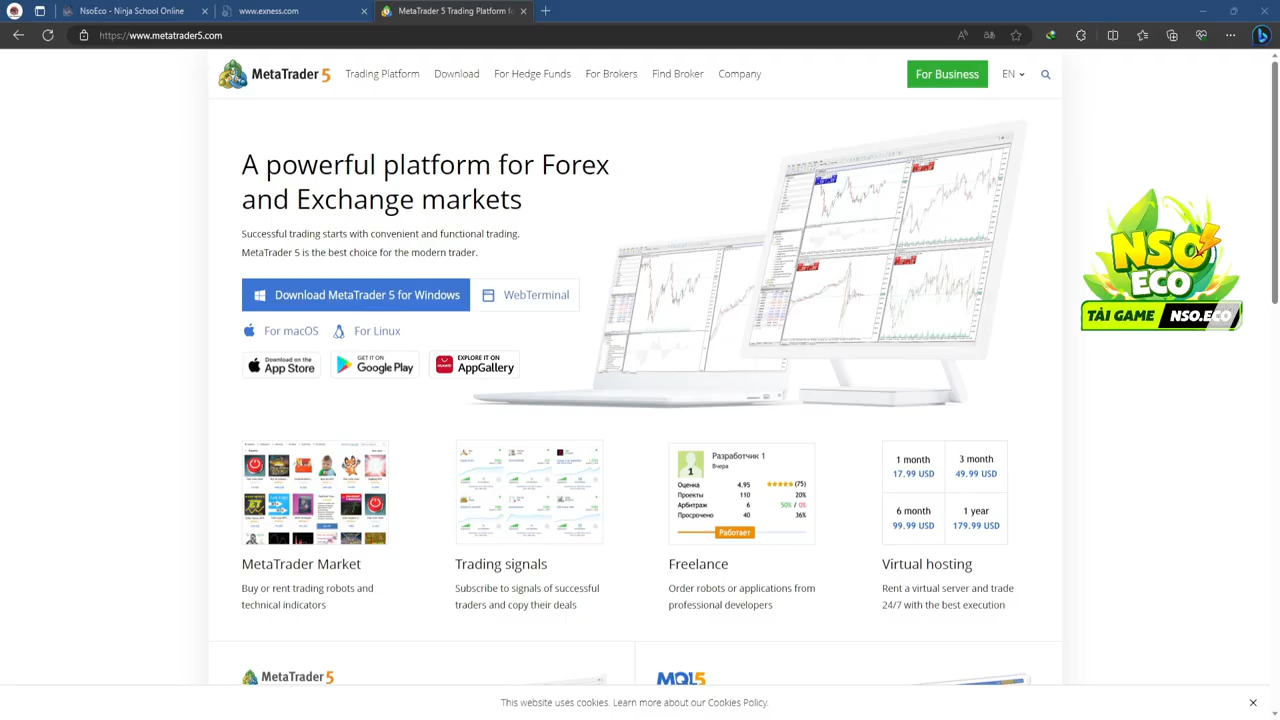 NsoEco - Ninja School Online
www.exness.com
MetaTrader 5 Trading Platform for
https://www.metatrader5.com
MetaTrader 5
Trading Platform
Download
For Hedge Funds
For Brokers
Find Broker
Company
For Business
EN
A powerful platform for Forex
and Exchange markets
Successful trading starts with convenient and functional trading.
MetaTrader 5 is the best choice for the modern trader.
Download MetaTrader 5 for Windows
WebTerminal
For macOS
For Linux
Download on the
App Store
GET IT ON
Google Play
EXPLORE IT ON
AppGallery
NSO
ECO
TẢI GAME NSO.ECO
Разработчик 1
Вчера
1
Оценка 4.95 (75)
Проекты 110 20%
Арбитраж 6 50% / 0%
Просрочено 40 36%
Работает
1 month
17.99 USD
3 month
49.99 USD
6 month
99.99 USD
1 year
179.99 USD
MetaTrader Market
Buy or rent trading robots and
technical indicators
Trading signals
Subscribe to signals of successful
traders and copy their deals
Freelance
Order robots or applications from
professional developers
Virtual hosting
Rent a virtual server and trade
24/7 with the best execution
MetaTrader 5
MQL5
This website uses cookies. Learn more about our Cookies Policy.